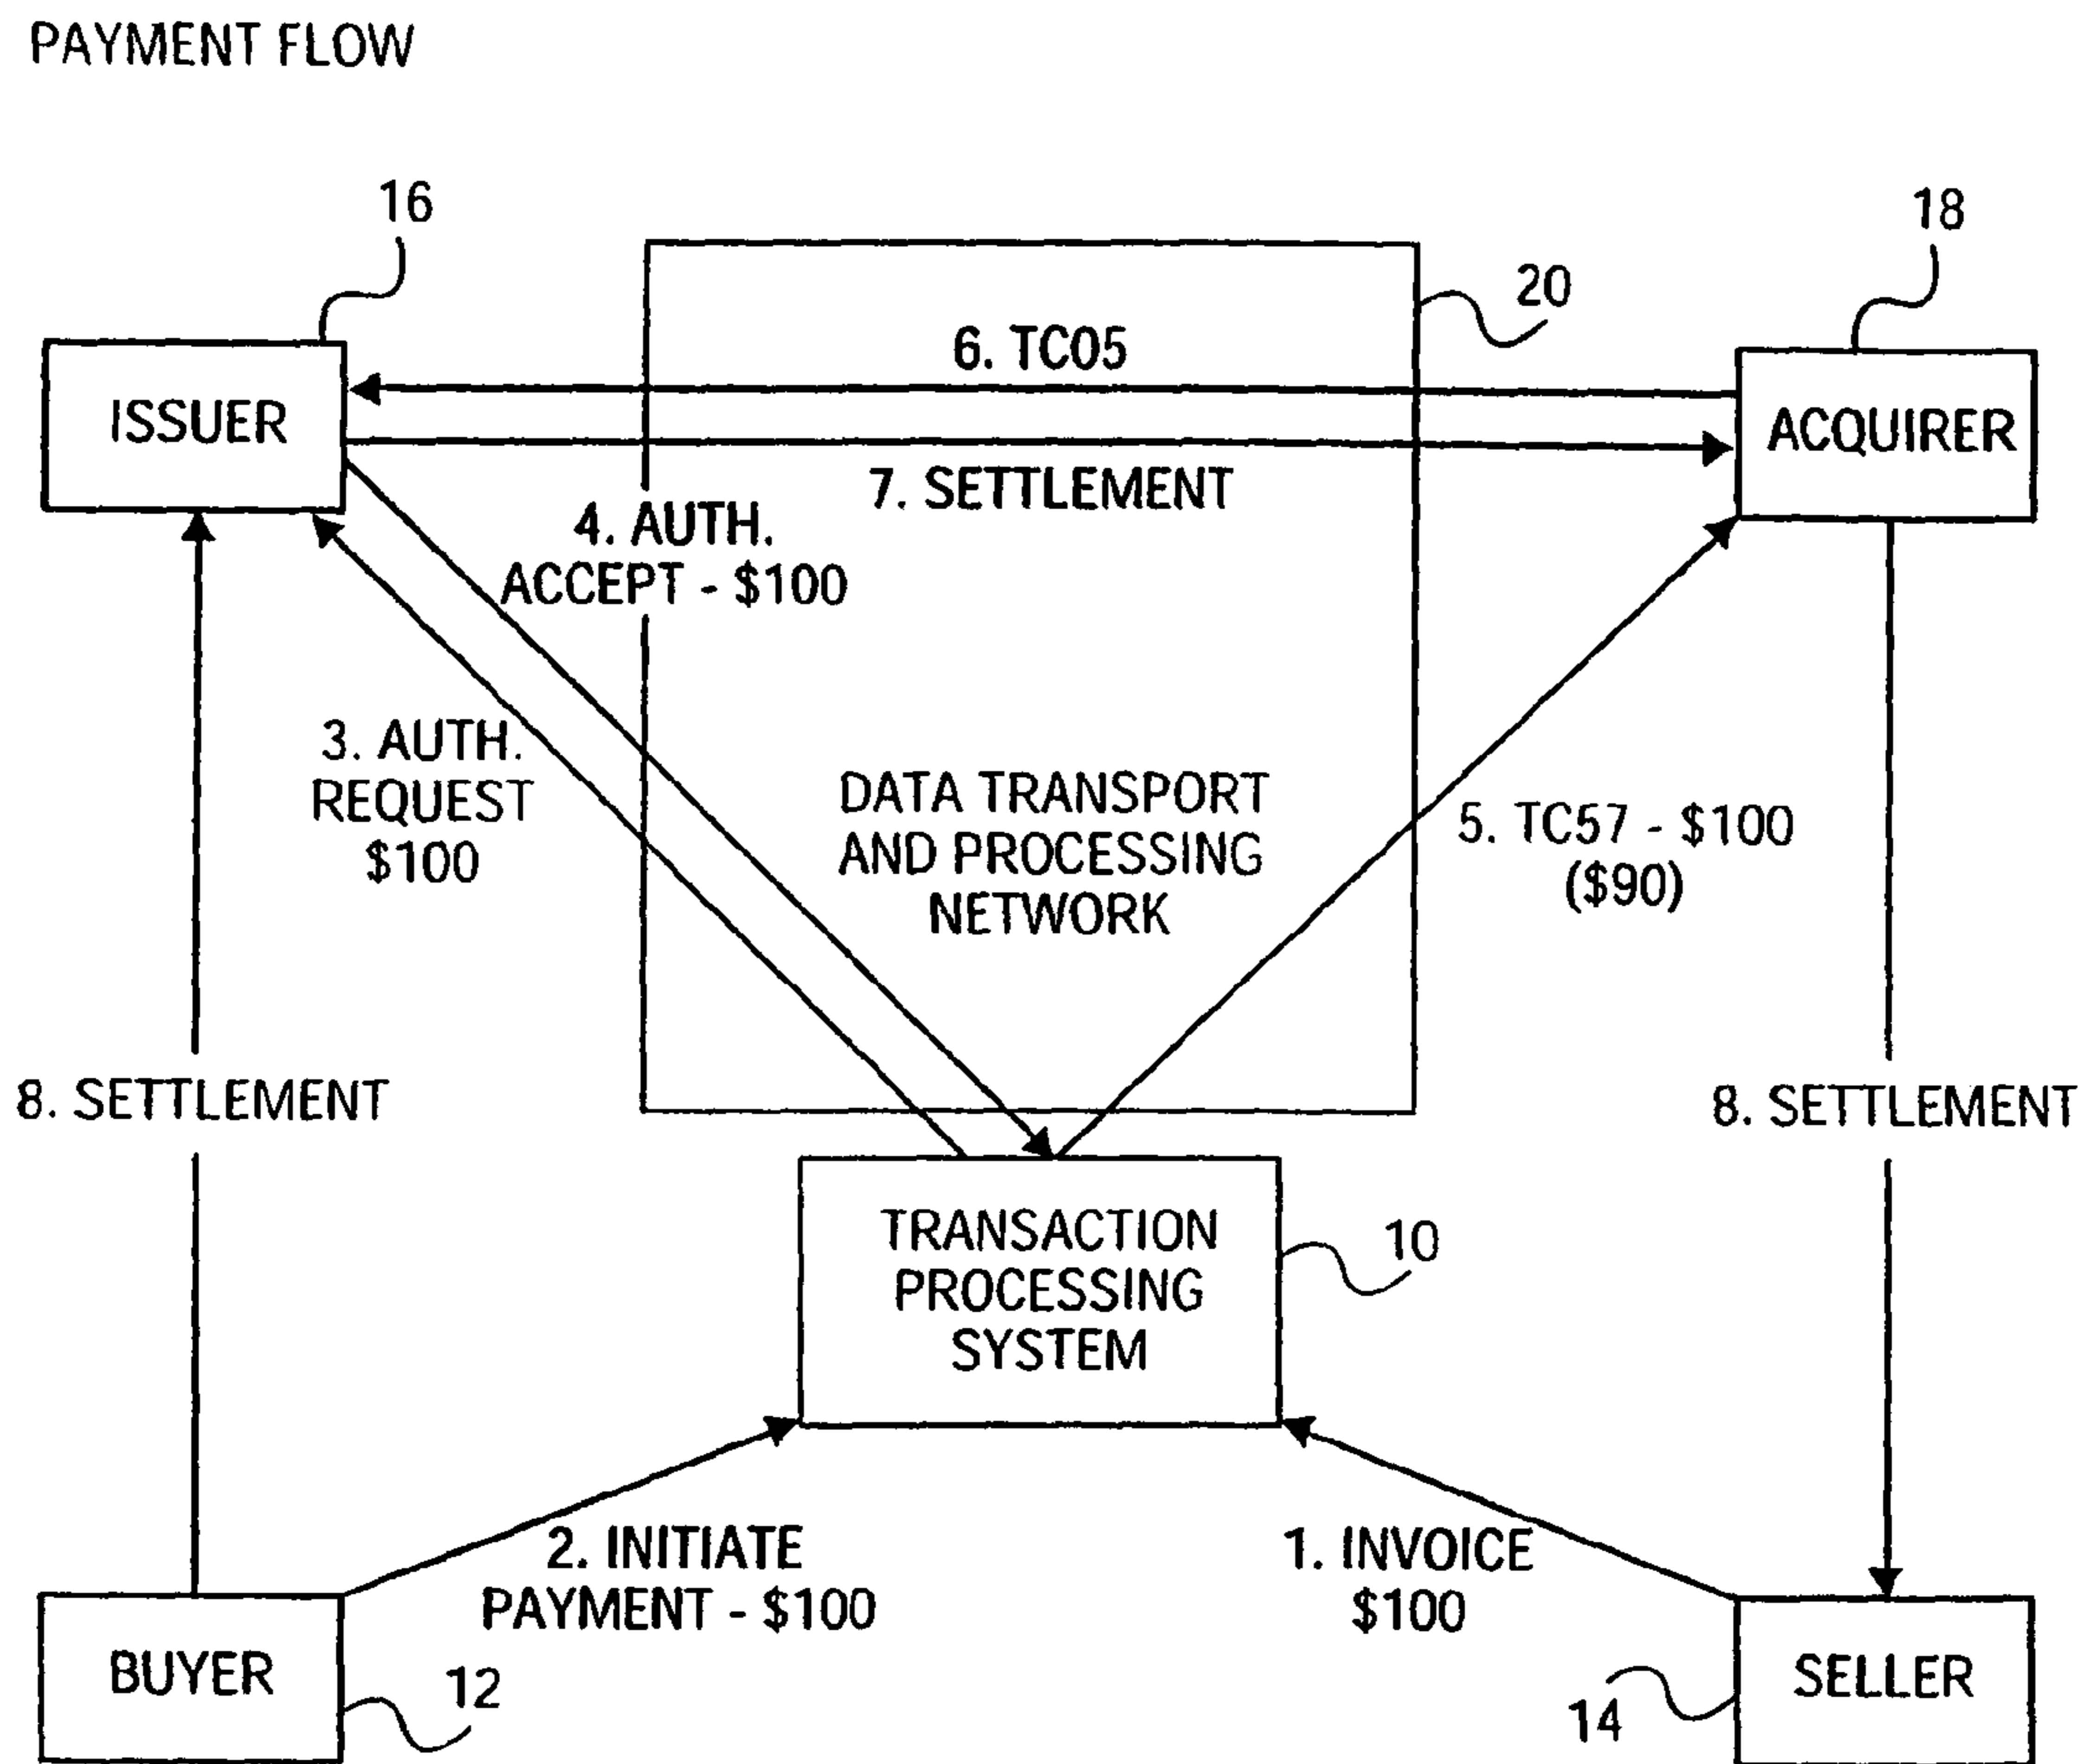 PAYMENT FLOW
16
18
20
6. TC05
ISSUER
ACQUIRER
7. SETTLEMENT
4. AUTH.
ACCEPT - $100
3. AUTH.
REQUEST
$100
DATA TRANSPORT
AND PROCESSING
NETWORK
5. TC57 - $100
($90)
8. SETTLEMENT
8. SETTLEMENT
TRANSACTION
PROCESSING
SYSTEM
10
2. INITIATE
PAYMENT - $100
1. INVOICE
$100
BUYER
12
SELLER
14